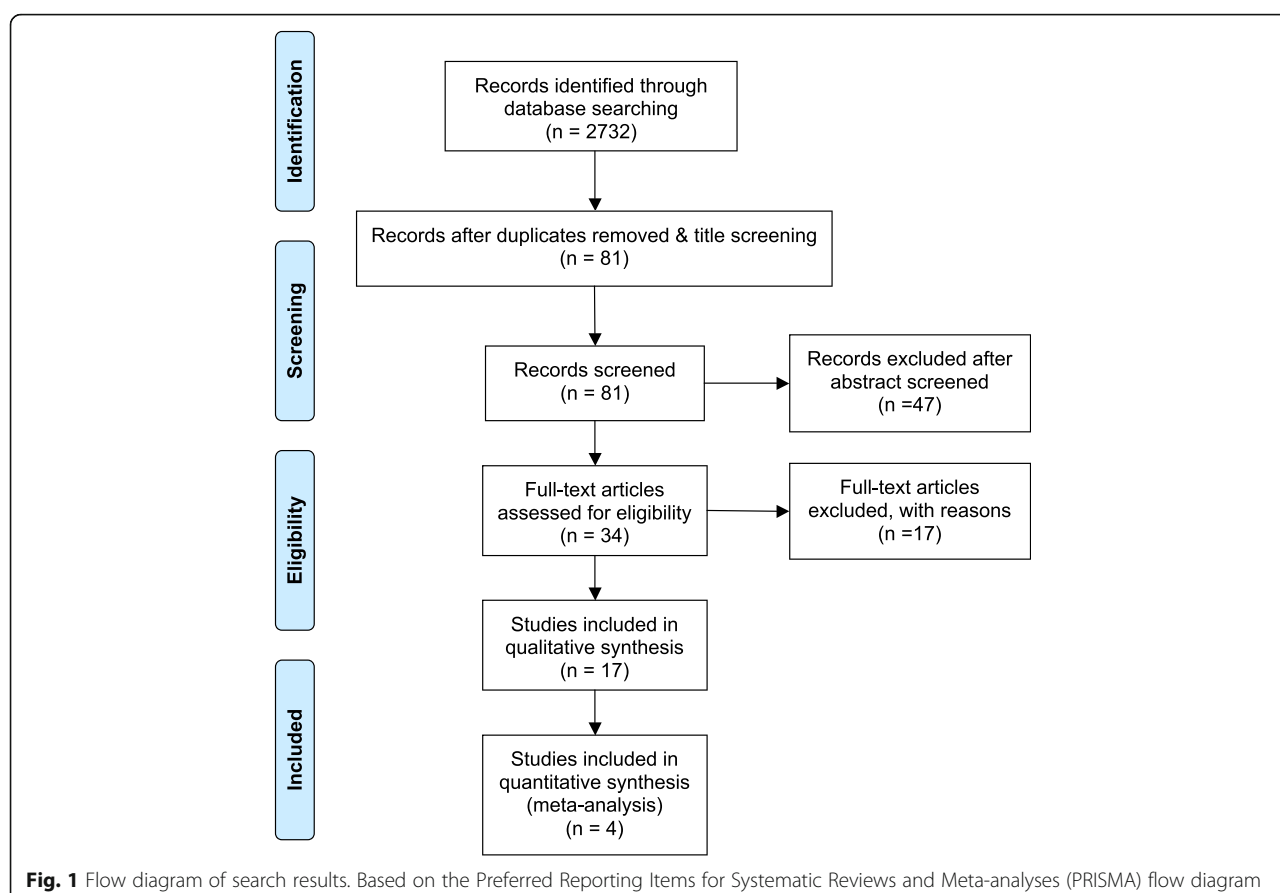 Identification
Records identified through
database searching
(n = 2732)
Records after duplicates removed & title screening
(n = 81)
Screening
Records screened
(n = 81)
Records excluded after
abstract screened
(n =47)
Eligibility
Full-text articles
assessed for eligibility
(n = 34)
Full-text articles
excluded, with reasons
(n =17)
Studies included in
qualitative synthesis
(n = 17)
Included
Studies included in
quantitative synthesis
(meta-analysis)
(n = 4)
Fig. 1 Flow diagram of search results. Based on the Preferred Reporting Items for Systematic Reviews and Meta-analyses (PRISMA) flow diagram